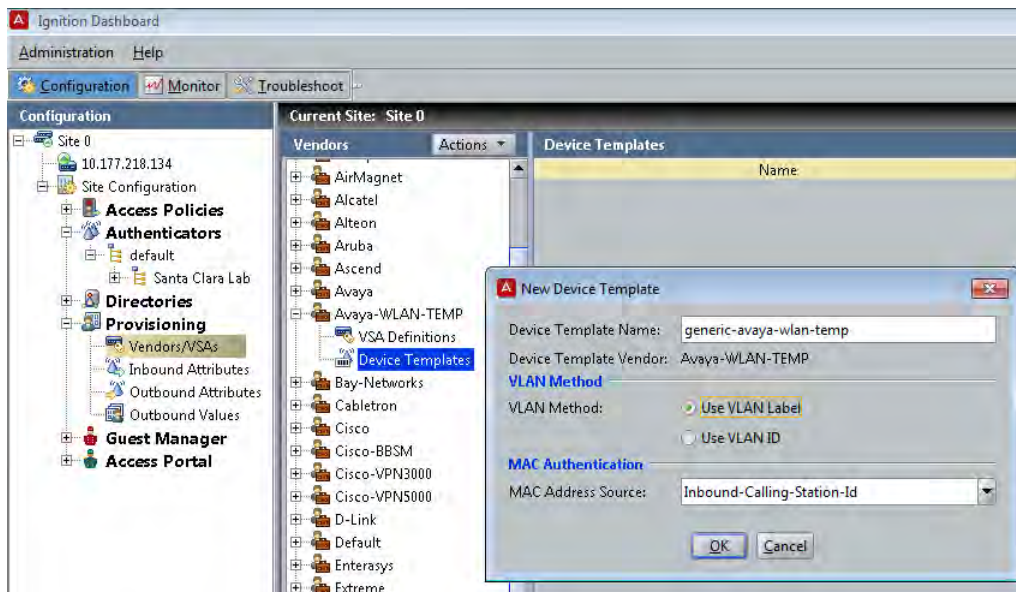 Ignition Dashboard
Administration Help
Configuration Monitor Troubleshoot
Configuration
Site 0
10.177.218.134
Site Configuration
Access Policies
Authenticators
default
Santa Clara Lab
Directories
Provisioning
Vendors/VSAs
Inbound Attributes
Outbound Attributes
Outbound Values
Guest Manager
Access Portal
Current Site: Site 0
Vendors Actions
AirMagnet
Alcatel
Alteon
Aruba
Ascend
Avaya
Avaya-WLAN-TEMP
VSA Definitions
Device Templates
Bay-Networks
Cabletron
Cisco
Cisco-BBSM
Cisco-VPN3000
Cisco-VPN5000
D-Link
Default
Enterasys
Extreme
Device Templates
Name
New Device Template
Device Template Name: generic-avaya-wlan-temp
Device Template Vendor: Avaya-WLAN-TEMP
VLAN Method
VLAN Method: Use VLAN Label
Use VLAN ID
MAC Authentication
MAC Address Source: Inbound-Calling-Station-Id
OK Cancel